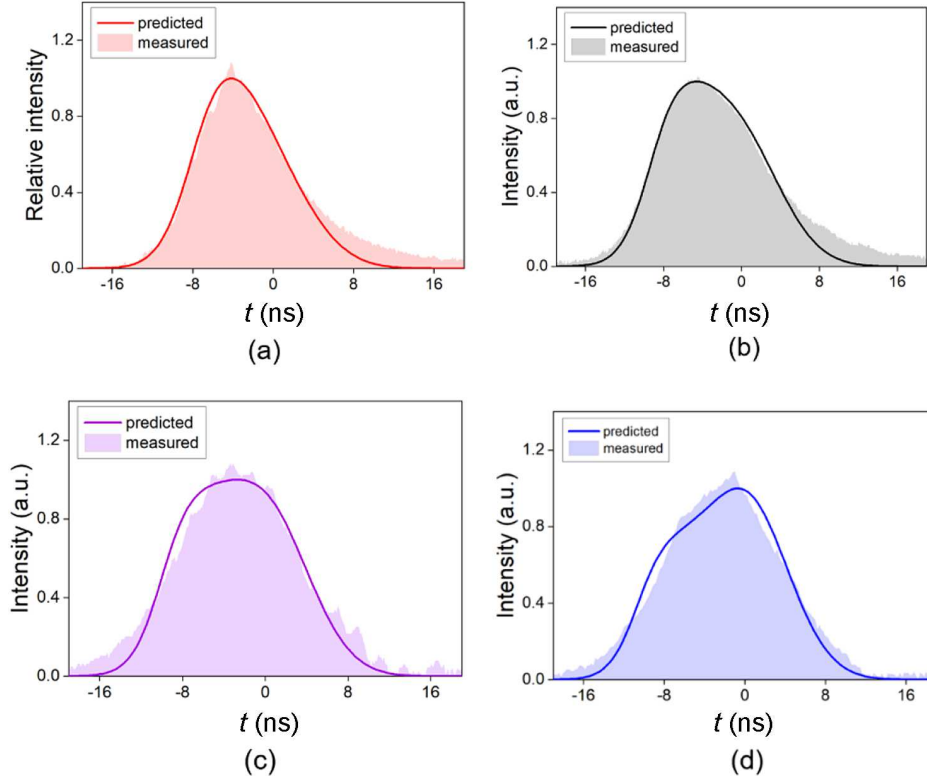 predicted
measured
1.2
0.8
0.4
0.0
Relative intensity
-16 -8 0 8 16
t (ns)
(a)
predicted
measured
1.2
0.8
0.4
0.0
Intensity (a.u.)
-16 -8 0 8 16
t (ns)
(b)
predicted
measured
1.2
0.8
0.4
0.0
Intensity (a.u.)
-16 -8 0 8 16
t (ns)
(c)
predicted
measured
1.2
0.8
0.4
0.0
Intensity (a.u.)
-16 -8 0 8 16
t (ns)
(d)